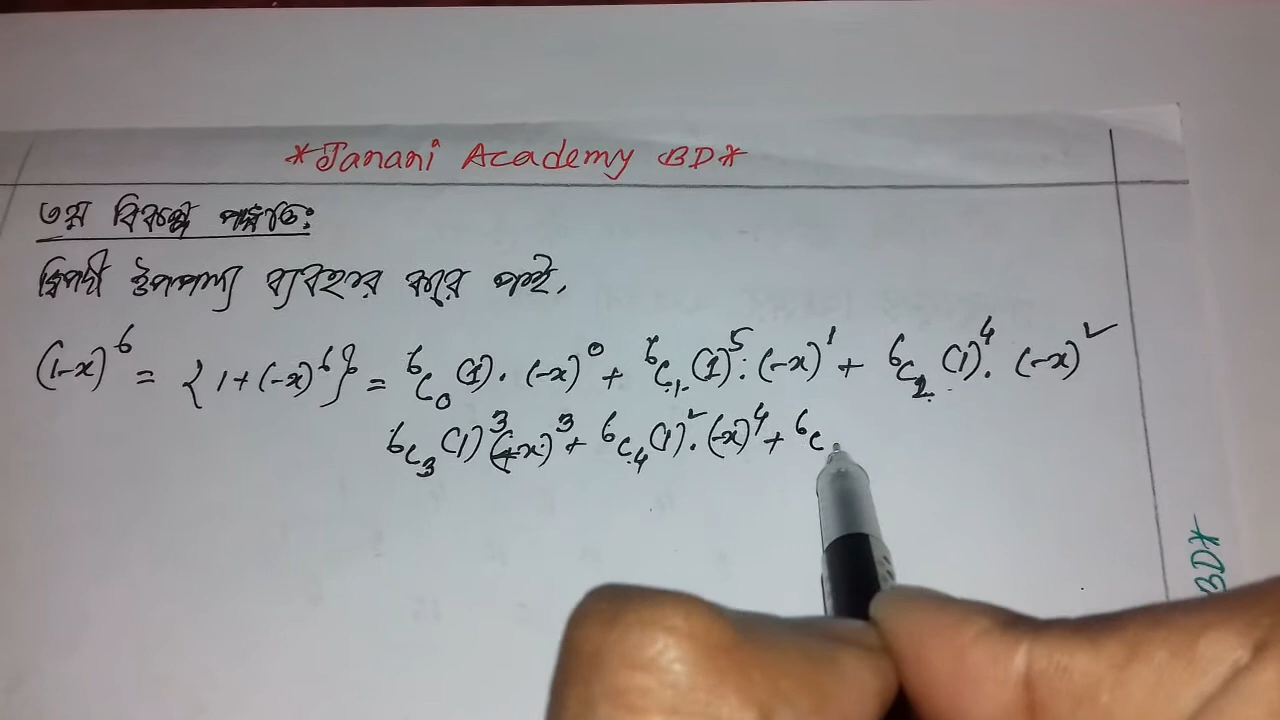 *Janani Academy BD*
৩য় বিকল্প পদ্ধতি:
দ্বিপদী উপপাদ্য ব্যবহার করে পাই,
(1-x)⁶ = {1+(-x)⁶} = ⁶C₀(1)·(-x)⁰ + ⁶C₁(1)⁵·(-x)¹ + ⁶C₂(1)⁴·(-x)²
⁶C₃(1)³(-x)³ + ⁶C₄(1)²·(-x)⁴ + ⁶C
BD*